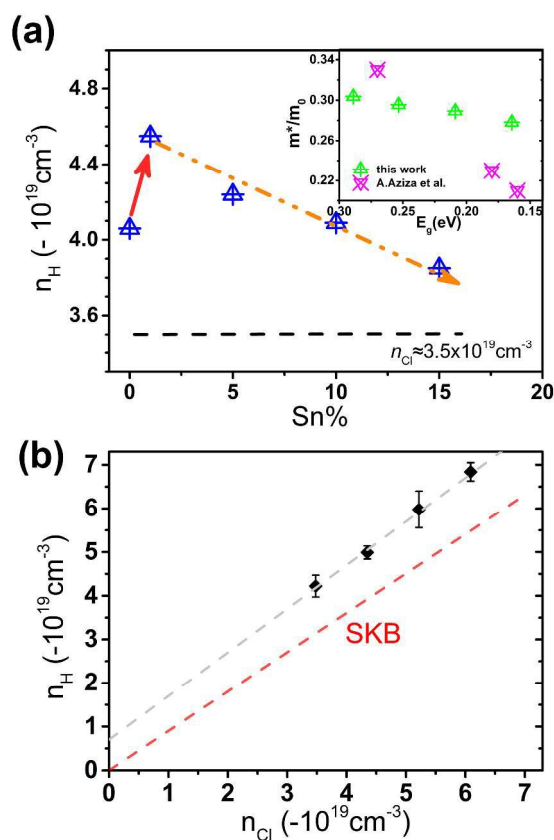 (a)
n_H (- 10^19 cm^-3)
4.8
4.4
4.0
3.6
0 5 10 15 20
Sn%
n_Cl≈3.5x10^19cm^-3
m*/m_0
0.34
0.30
0.26
0.22
0.30 0.25 0.20 0.15
E_g(eV)
this work
A.Aziza et al.
(b)
n_H (-10^19cm^-3)
7
6
5
4
3
2
1
0
0 1 2 3 4 5 6 7
n_Cl (-10^19cm^-3)
SKB